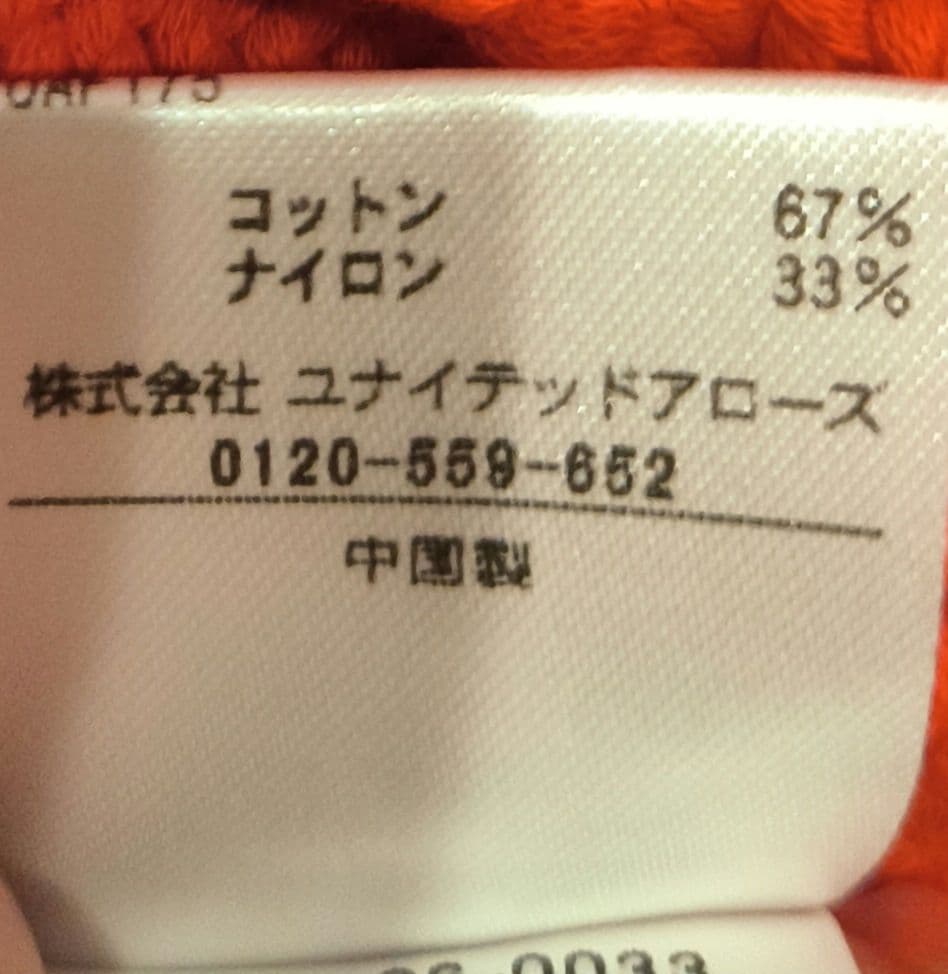 コットン 67%
ナイロン 33%
株式会社 ユナイテッドアローズ
0120-559-652
中国製